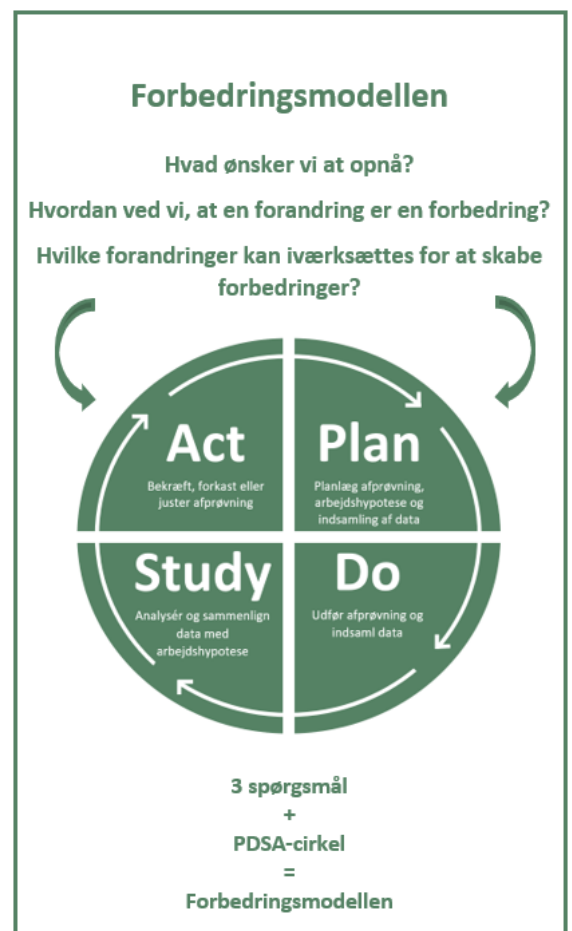 Forbedringsmodellen
Hvad ønsker vi at opnå?
Hvordan ved vi, at en forandring er en forbedring?
Hvilke forandringer kan iværksættes for at skabe
forbedringer?
Act
Bekræft, forkast eller
juster afprøvning
Plan
Planlæg afprøvning,
arbejdshypotese og
indsamling af data
Study
Analysér og sammenlign
data med
arbejdshypotese
Do
Udfør afprøvning og
indsaml data
3 spørgsmål
+
PDSA-cirkel
=
Forbedringsmodellen